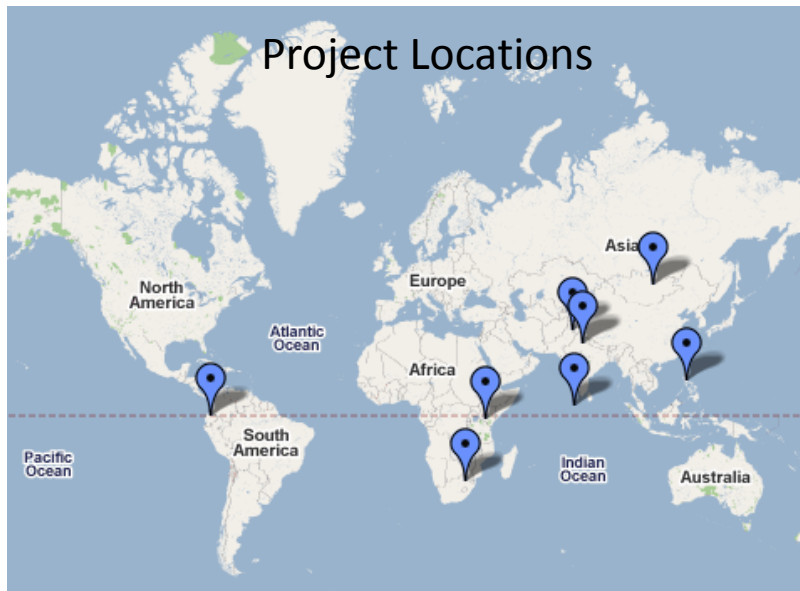 Project Locations
Asia
North
America
Europe
Atlantic
Ocean
Africa
South
America
Pacific
Ocean
Indian
Ocean
Australia